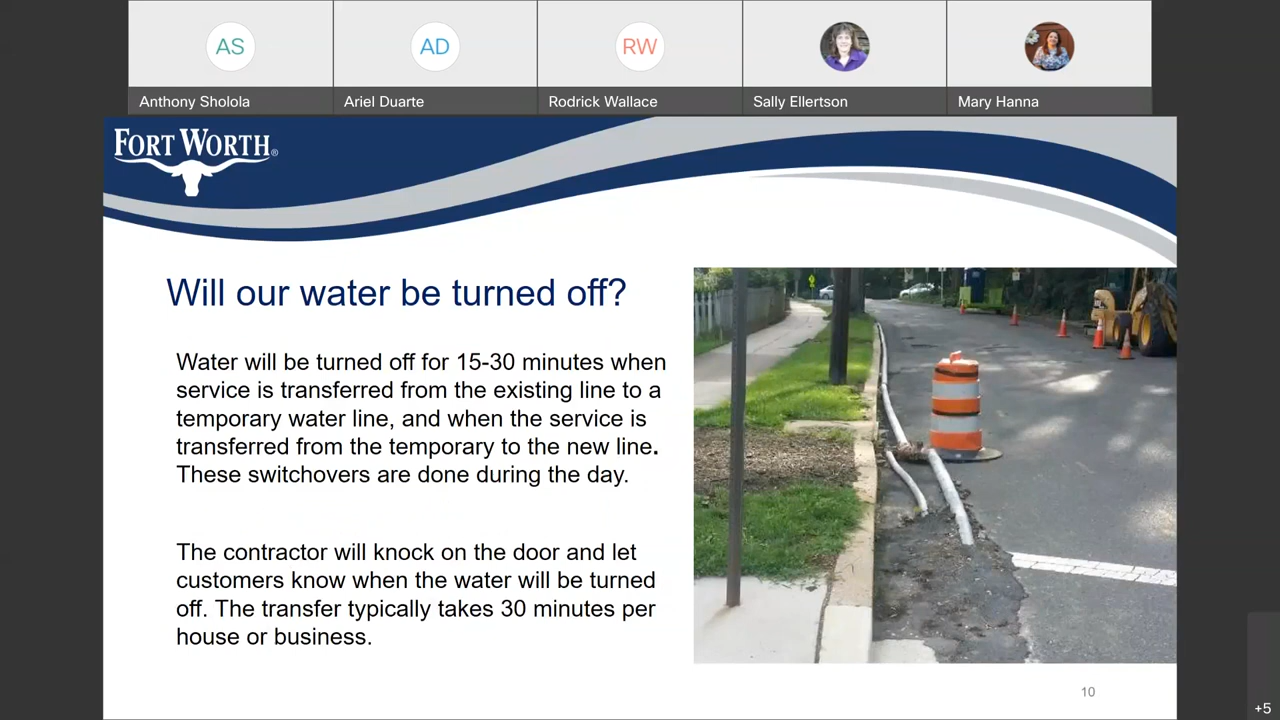 AS
AD
RW
Anthony Sholola
Ariel Duarte
Rodrick Wallace
Sally Ellertson
Mary Hanna
FORT WORTH®
Will our water be turned off?
Water will be turned off for 15-30 minutes when
service is transferred from the existing line to a
temporary water line, and when the service is
transferred from the temporary to the new line.
These switchovers are done during the day.
The contractor will knock on the door and let
customers know when the water will be turned
off. The transfer typically takes 30 minutes per
house or business.
10
+5